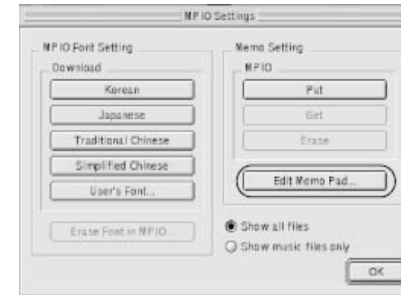 MPIO Settings
MPIO Font Setting
Download
Korean
Japanese
Traditional Chinese
Simplified Chinese
User's Font...
Erase Font in MPIO...
Memo Setting
MPIO
Put
Get
Erase
Edit Memo Pad...
Show all files
Show music files only
OK